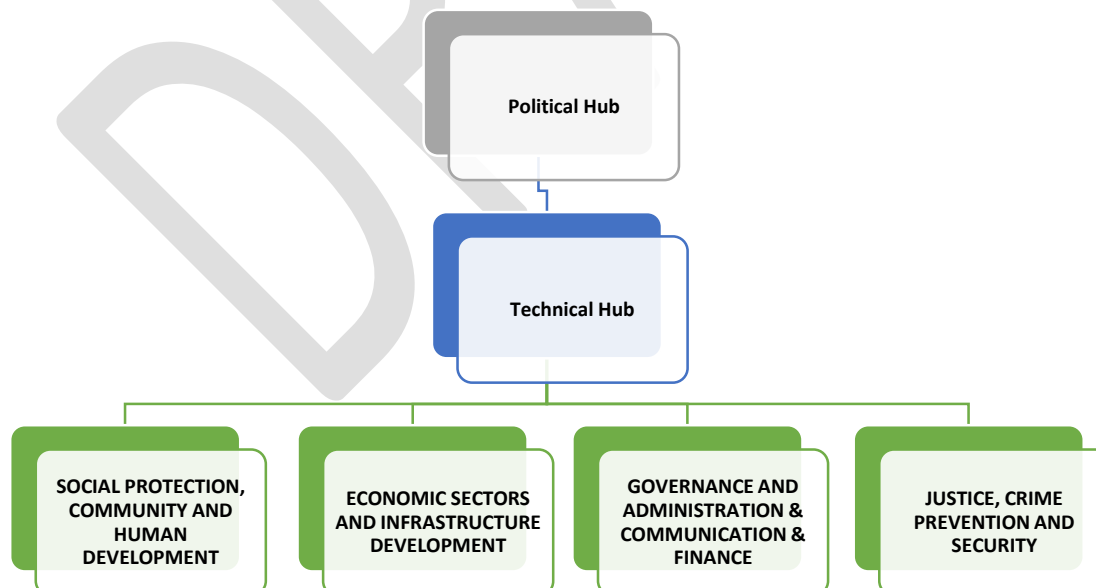 Political Hub
Technical Hub
SOCIAL PROTECTION,
COMMUNITY AND
HUMAN
DEVELOPMENT
ECONOMIC SECTORS
AND INFRASTRUCTURE
DEVELOPMENT
GOVERNANCE AND
ADMINISTRATION &
COMMUNICATION &
FINANCE
JUSTICE, CRIME
PREVENTION AND
SECURITY